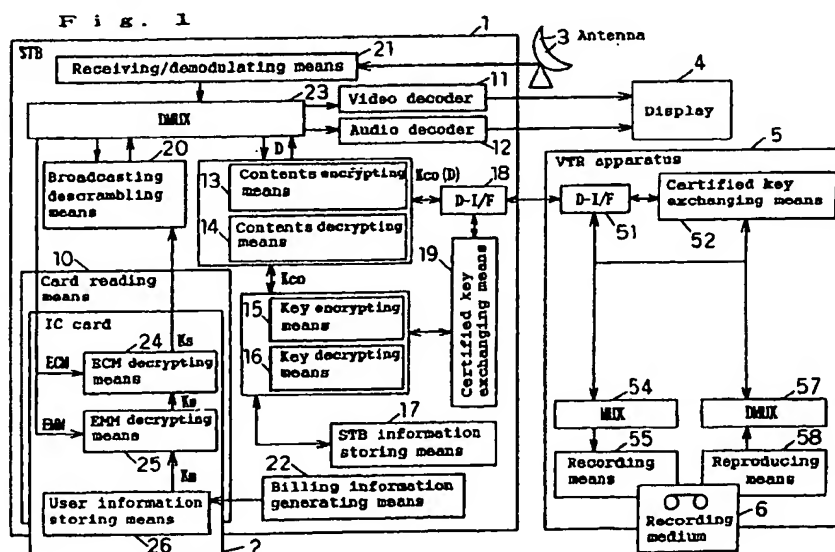 Fig. 1
1
STB
21
Receiving/demodulating means
3
Antenna
23
11
DMUX
Video decoder
Audio decoder
12
4
Display
20
D
Broadcasting
descrambling
means
13
Contents encrypting
means
14
Contents decrypting
means
Kco(D)
18
D-I/F
5
VTR apparatus
D-I/F
51
Certified key
exchanging means
52
10
Card reading
means
Kco
15
Key encrypting
means
16
Key decrypting
means
19
Certified key
exchanging means
IC card
Ks
24
ECM
ECM decrypting
means
EMM
EMM decrypting
means
25
17
STB information
storing means
22
Billing information
generating means
User information
storing means
26
2
54
MUX
57
DMUX
55
Recording
means
58
Reproducing
means
Recording
medium
6